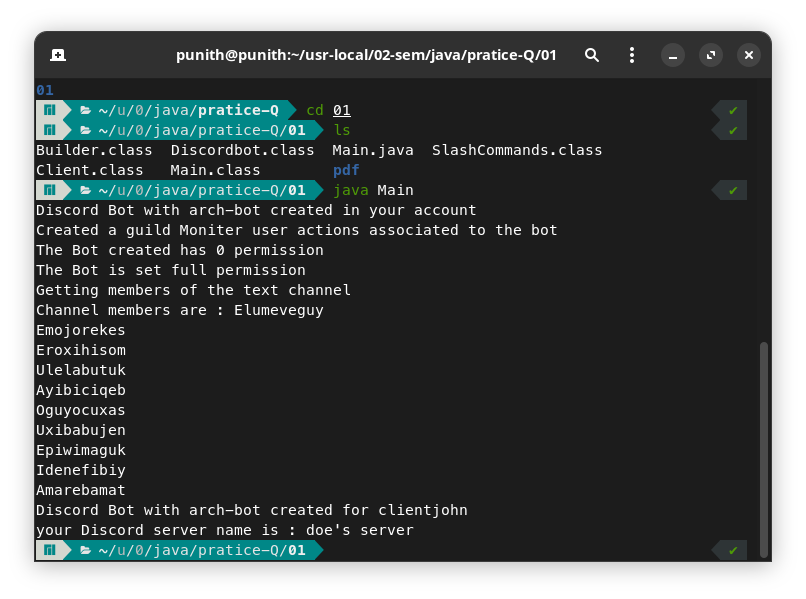 punith@punith:~/usr-local/02-sem/java/pratice-Q/01
01
~/u/0/java/pratice-Q cd 01 ✔
~/u/0/java/pratice-Q/01 ls ✔
Builder.class Discordbot.class Main.java SlashCommands.class
Client.class Main.class pdf
~/u/0/java/pratice-Q/01 java Main ✔
Discord Bot with arch-bot created in your account
Created a guild Moniter user actions associated to the bot
The Bot created has 0 permission
The Bot is set full permission
Getting members of the text channel
Channel members are : Elumeveguy
Emojorekes
Eroxihisom
Ulelabutuk
Ayibiciqeb
Oguyocuxas
Uxibabujen
Epiwimaguk
Idenefibiy
Amarebamat
Discord Bot with arch-bot created for clientjohn
your Discord server name is : doe's server
~/u/0/java/pratice-Q/01 ✔